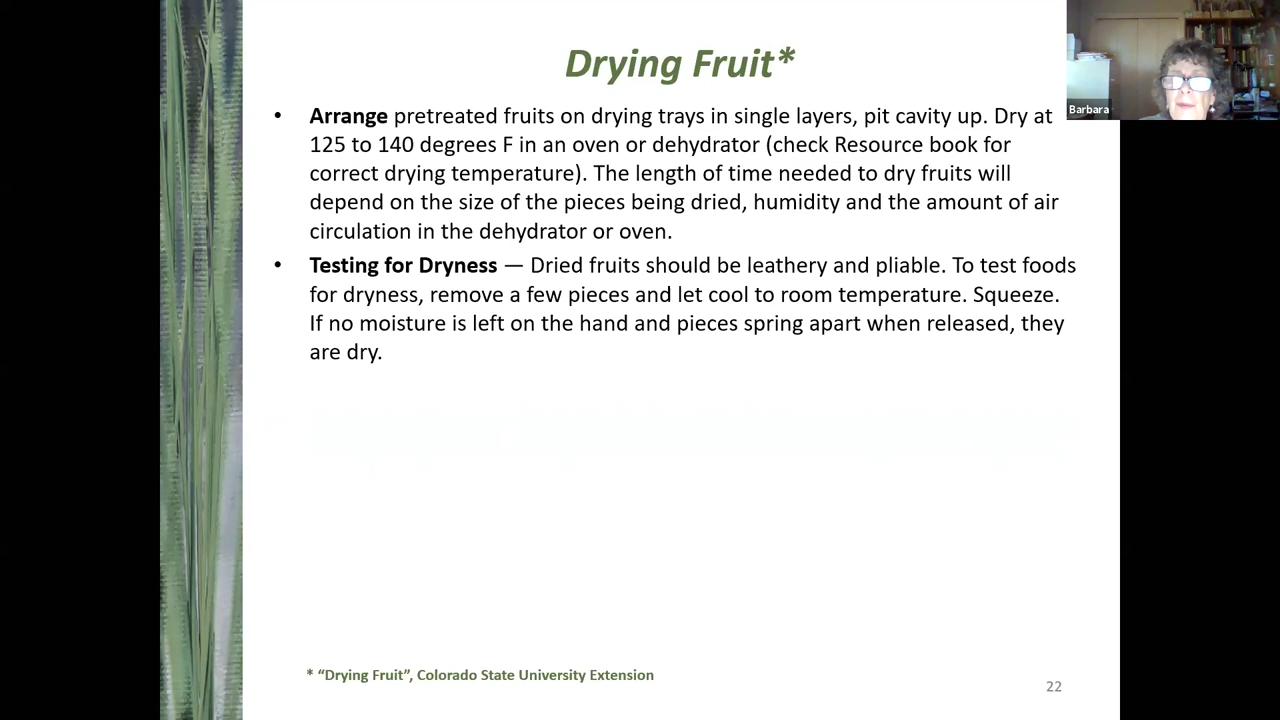 Drying Fruit*
Barbara
• Arrange pretreated fruits on drying trays in single layers, pit cavity up. Dry at
125 to 140 degrees F in an oven or dehydrator (check Resource book for
correct drying temperature). The length of time needed to dry fruits will
depend on the size of the pieces being dried, humidity and the amount of air
circulation in the dehydrator or oven.
• Testing for Dryness — Dried fruits should be leathery and pliable. To test foods
for dryness, remove a few pieces and let cool to room temperature. Squeeze.
If no moisture is left on the hand and pieces spring apart when released, they
are dry.
* “Drying Fruit”, Colorado State University Extension
22